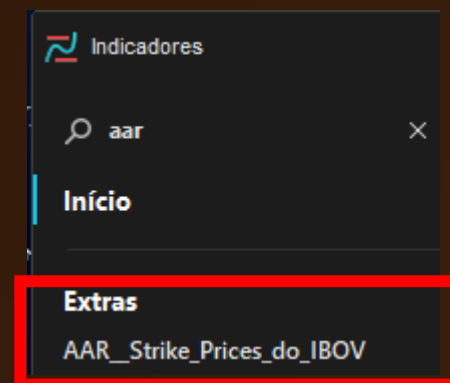 Indicadores
aar
Início
Extras
AAR__Strike_Prices_do_IBOV